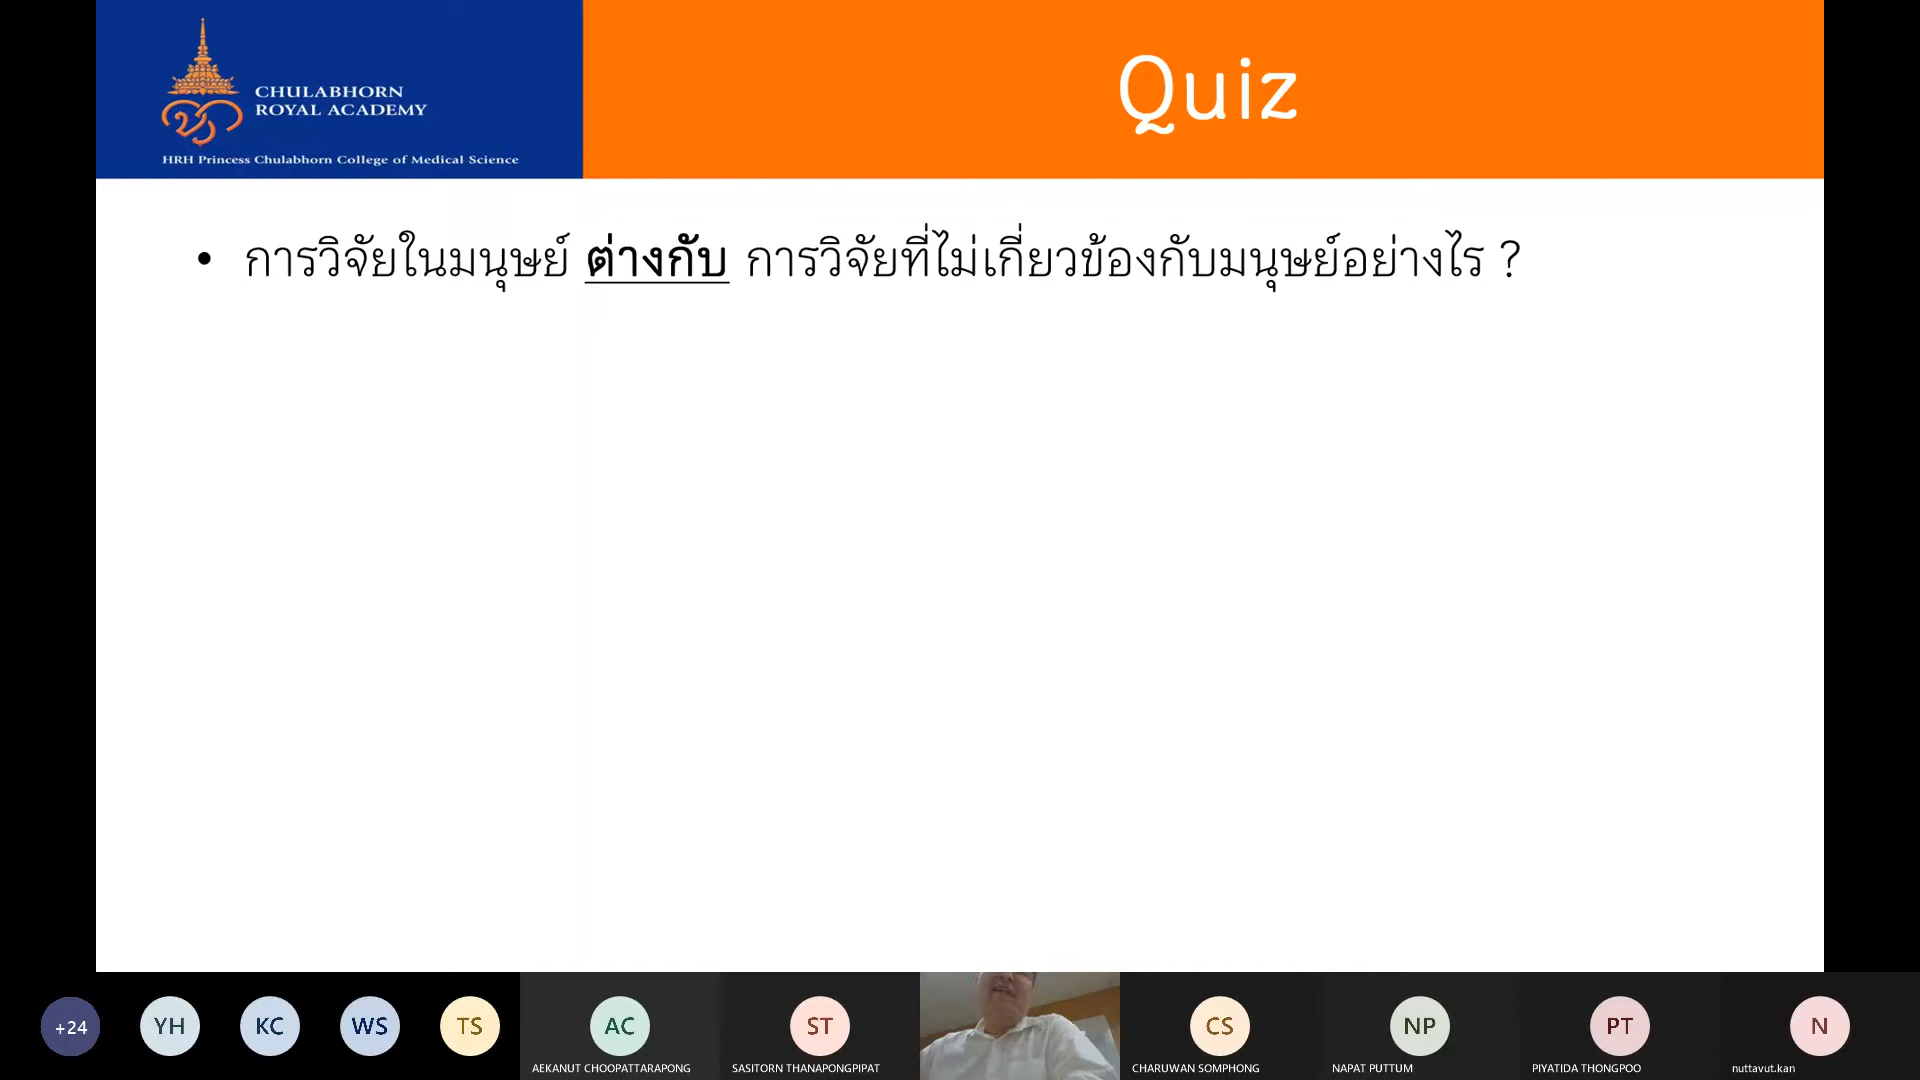 CHULABHORN
ROYAL ACADEMY
HRH Princess Chulabhorn College of Medical Science
Quiz
• การวิจัยในมนุษย์ ต่างกับ การวิจัยที่ไม่เกี่ยวข้องกับมนุษย์อย่างไร ?
+24
YH
KC
WS
TS
AC
ST
CS
NP
PT
N
AEKANUT CHOOPATTARAPONG
SASITORN THANAPONGPIPAT
CHARUWAN SOMPHONG
NAPAT PUTTUM
PIYATIDA THONGPOO
nuttavut.kan